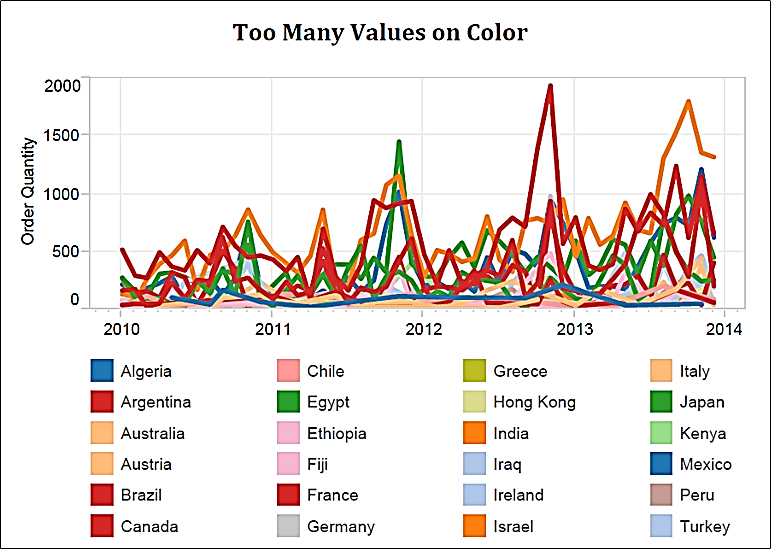 Too Many Values on Color
2000
1500
1000
500
0
Order Quantity
2010 2011 2012 2013 2014
Algeria Chile Greece Italy
Argentina Egypt Hong Kong Japan
Australia Ethiopia India Kenya
Austria Fiji Iraq Mexico
Brazil France Ireland Peru
Canada Germany Israel Turkey